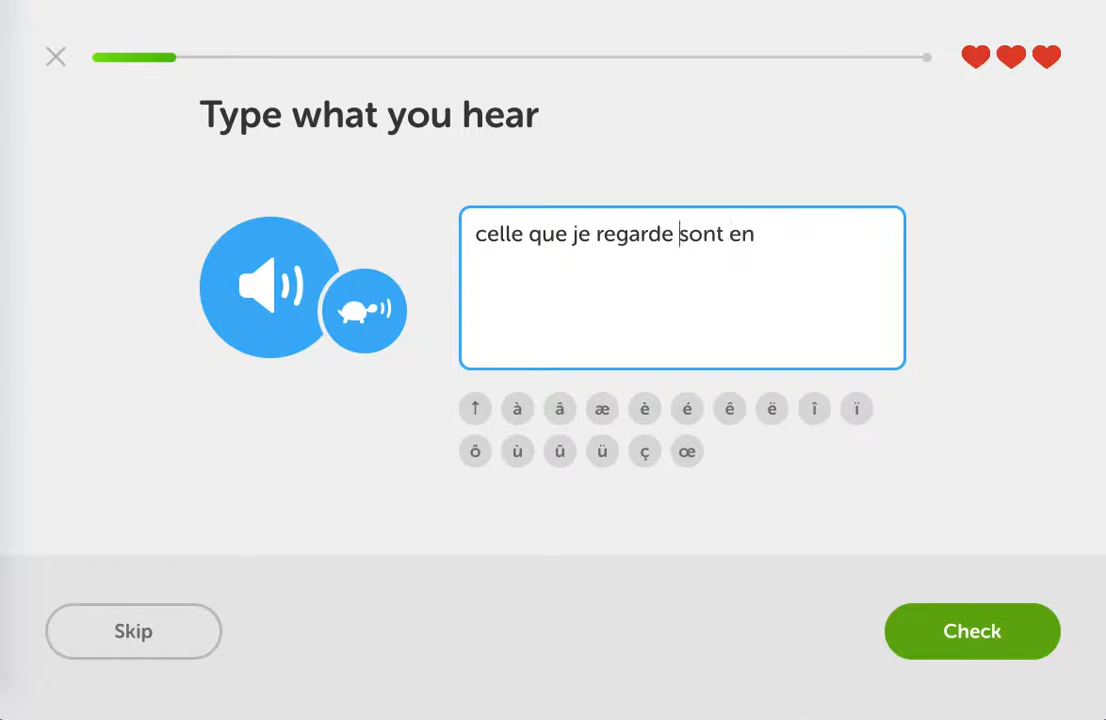 Type what you hear
celle que je regarde sont en
↑ à â æ è é ê ë î ï
ô ù û ü ç œ
Skip
Check